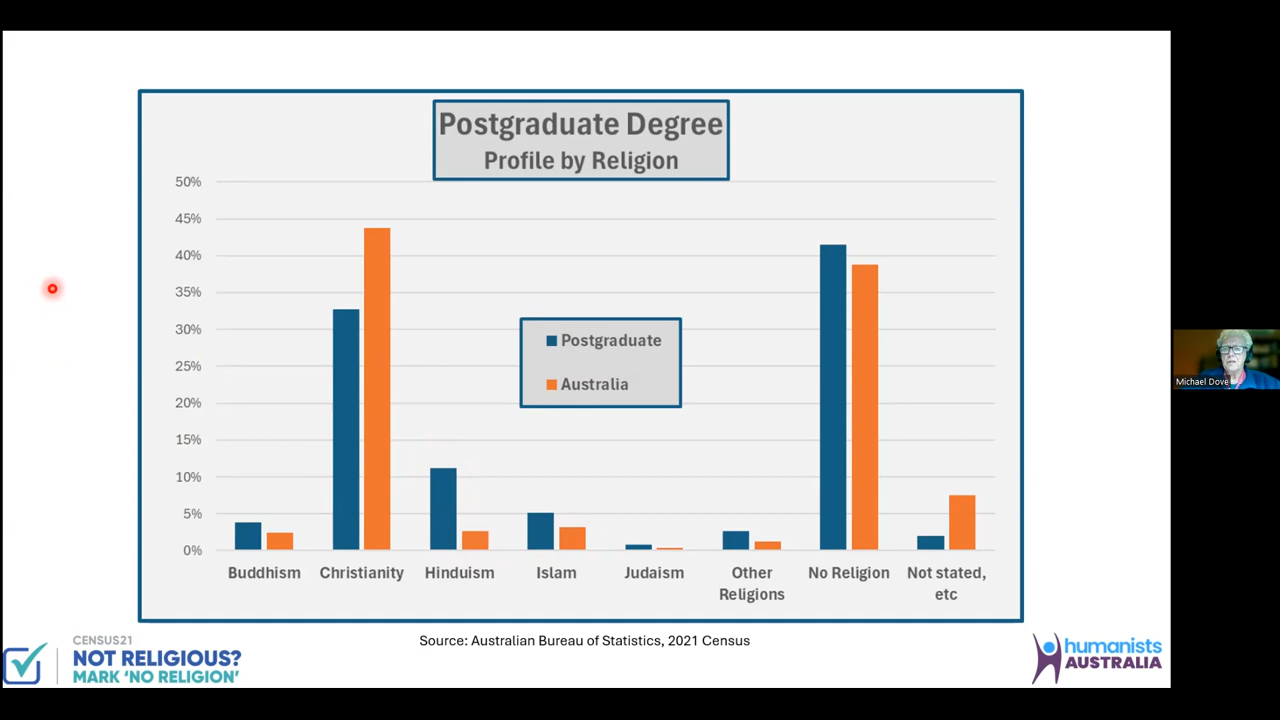 Postgraduate Degree
Profile by Religion
50%
45%
40%
35%
30%
25%
20%
15%
10%
5%
0%
Postgraduate
Australia
Buddhism
Christianity
Hinduism
Islam
Judaism
Other
Religions
No Religion
Not stated,
etc
Source: Australian Bureau of Statistics, 2021 Census
CENSUS21
NOT RELIGIOUS?
MARK 'NO RELIGION'
humanists
AUSTRALIA
Michael Dove